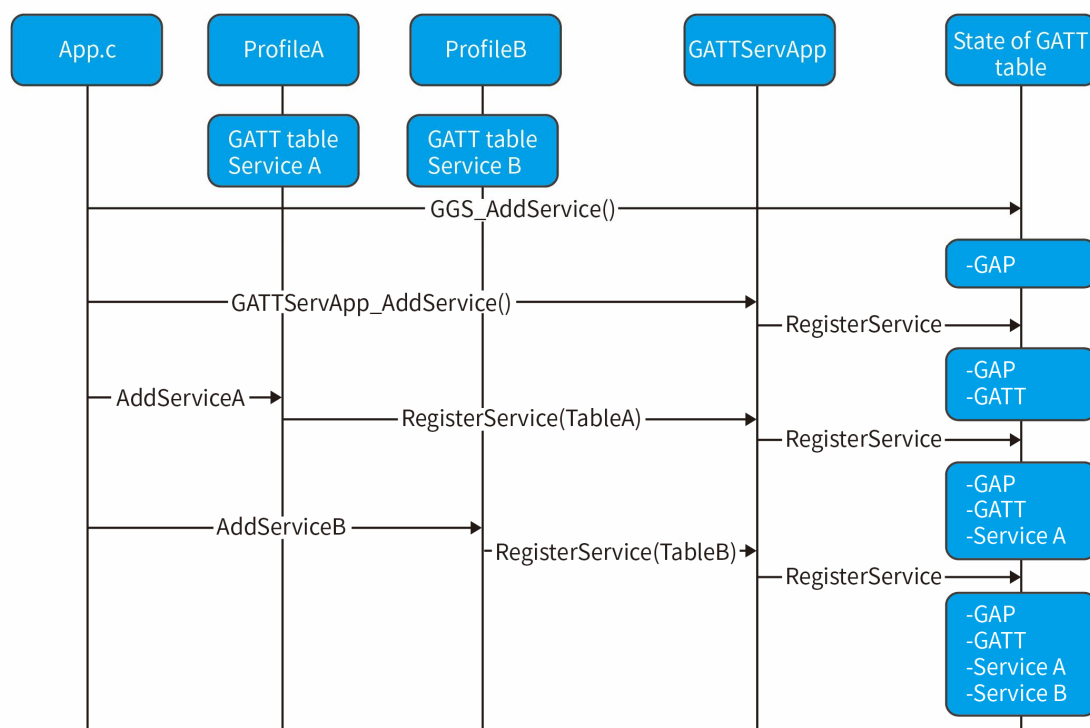 App.c
ProfileA
ProfileB
GATTServApp
State of GATT
table
GATT table
Service A
GATT table
Service B
GGS_AddService()
-GAP
GATTServApp_AddService()
RegisterService
-GAP
-GATT
AddServiceA
RegisterService(TableA)
RegisterService
-GAP
-GATT
-Service A
AddServiceB
RegisterService(TableB)
RegisterService
-GAP
-GATT
-Service A
-Service B